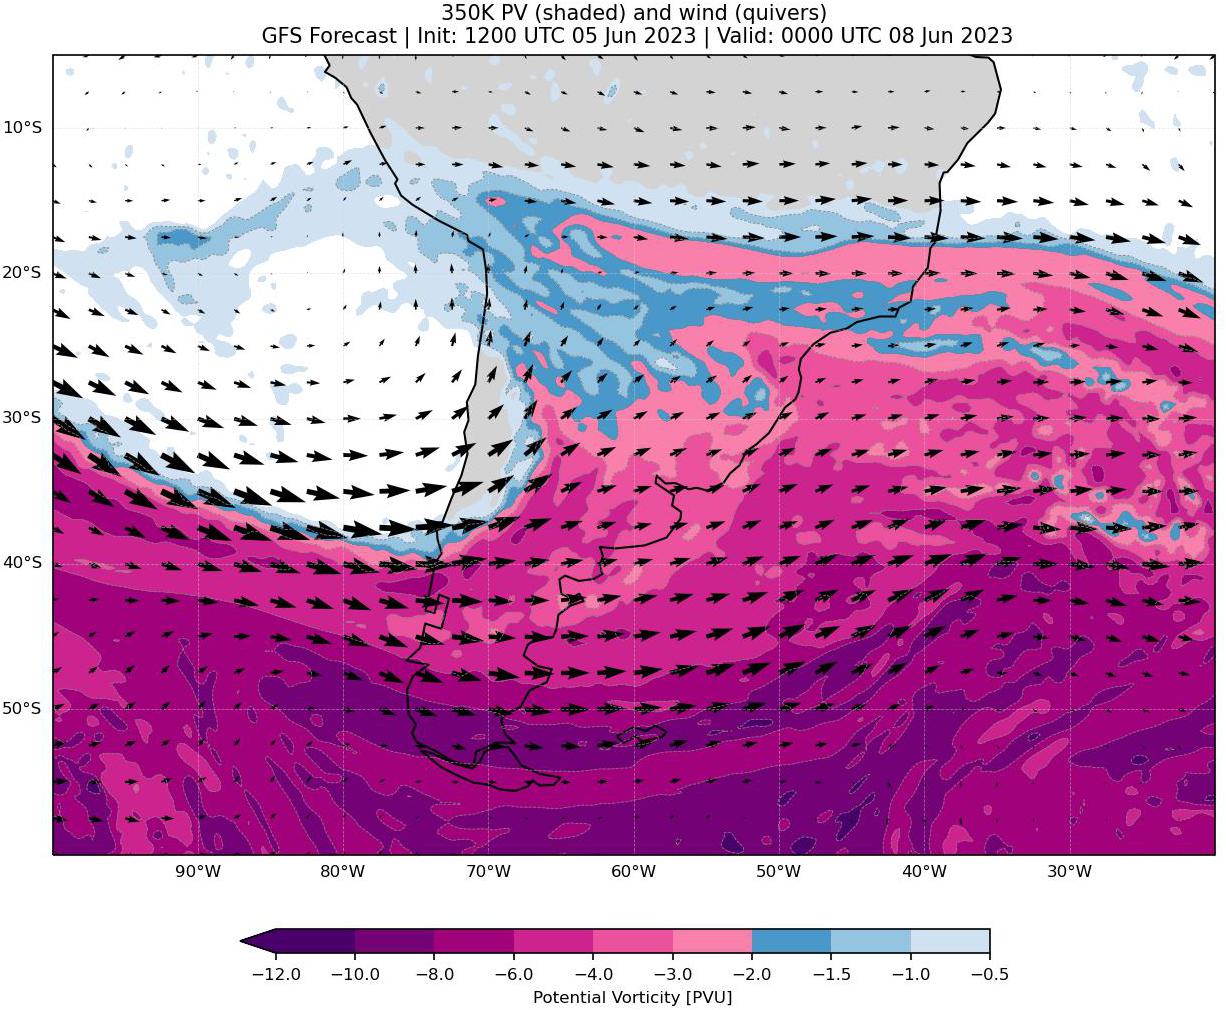 350K PV (shaded) and wind (quivers)
GFS Forecast | Init: 1200 UTC 05 Jun 2023 | Valid: 0000 UTC 08 Jun 2023
10°S
20°S
30°S
40°S
50°S
90°W 80°W 70°W 60°W 50°W 40°W 30°W
−12.0 −10.0 −8.0 −6.0 −4.0 −3.0 −2.0 −1.5 −1.0 −0.5
Potential Vorticity [PVU]